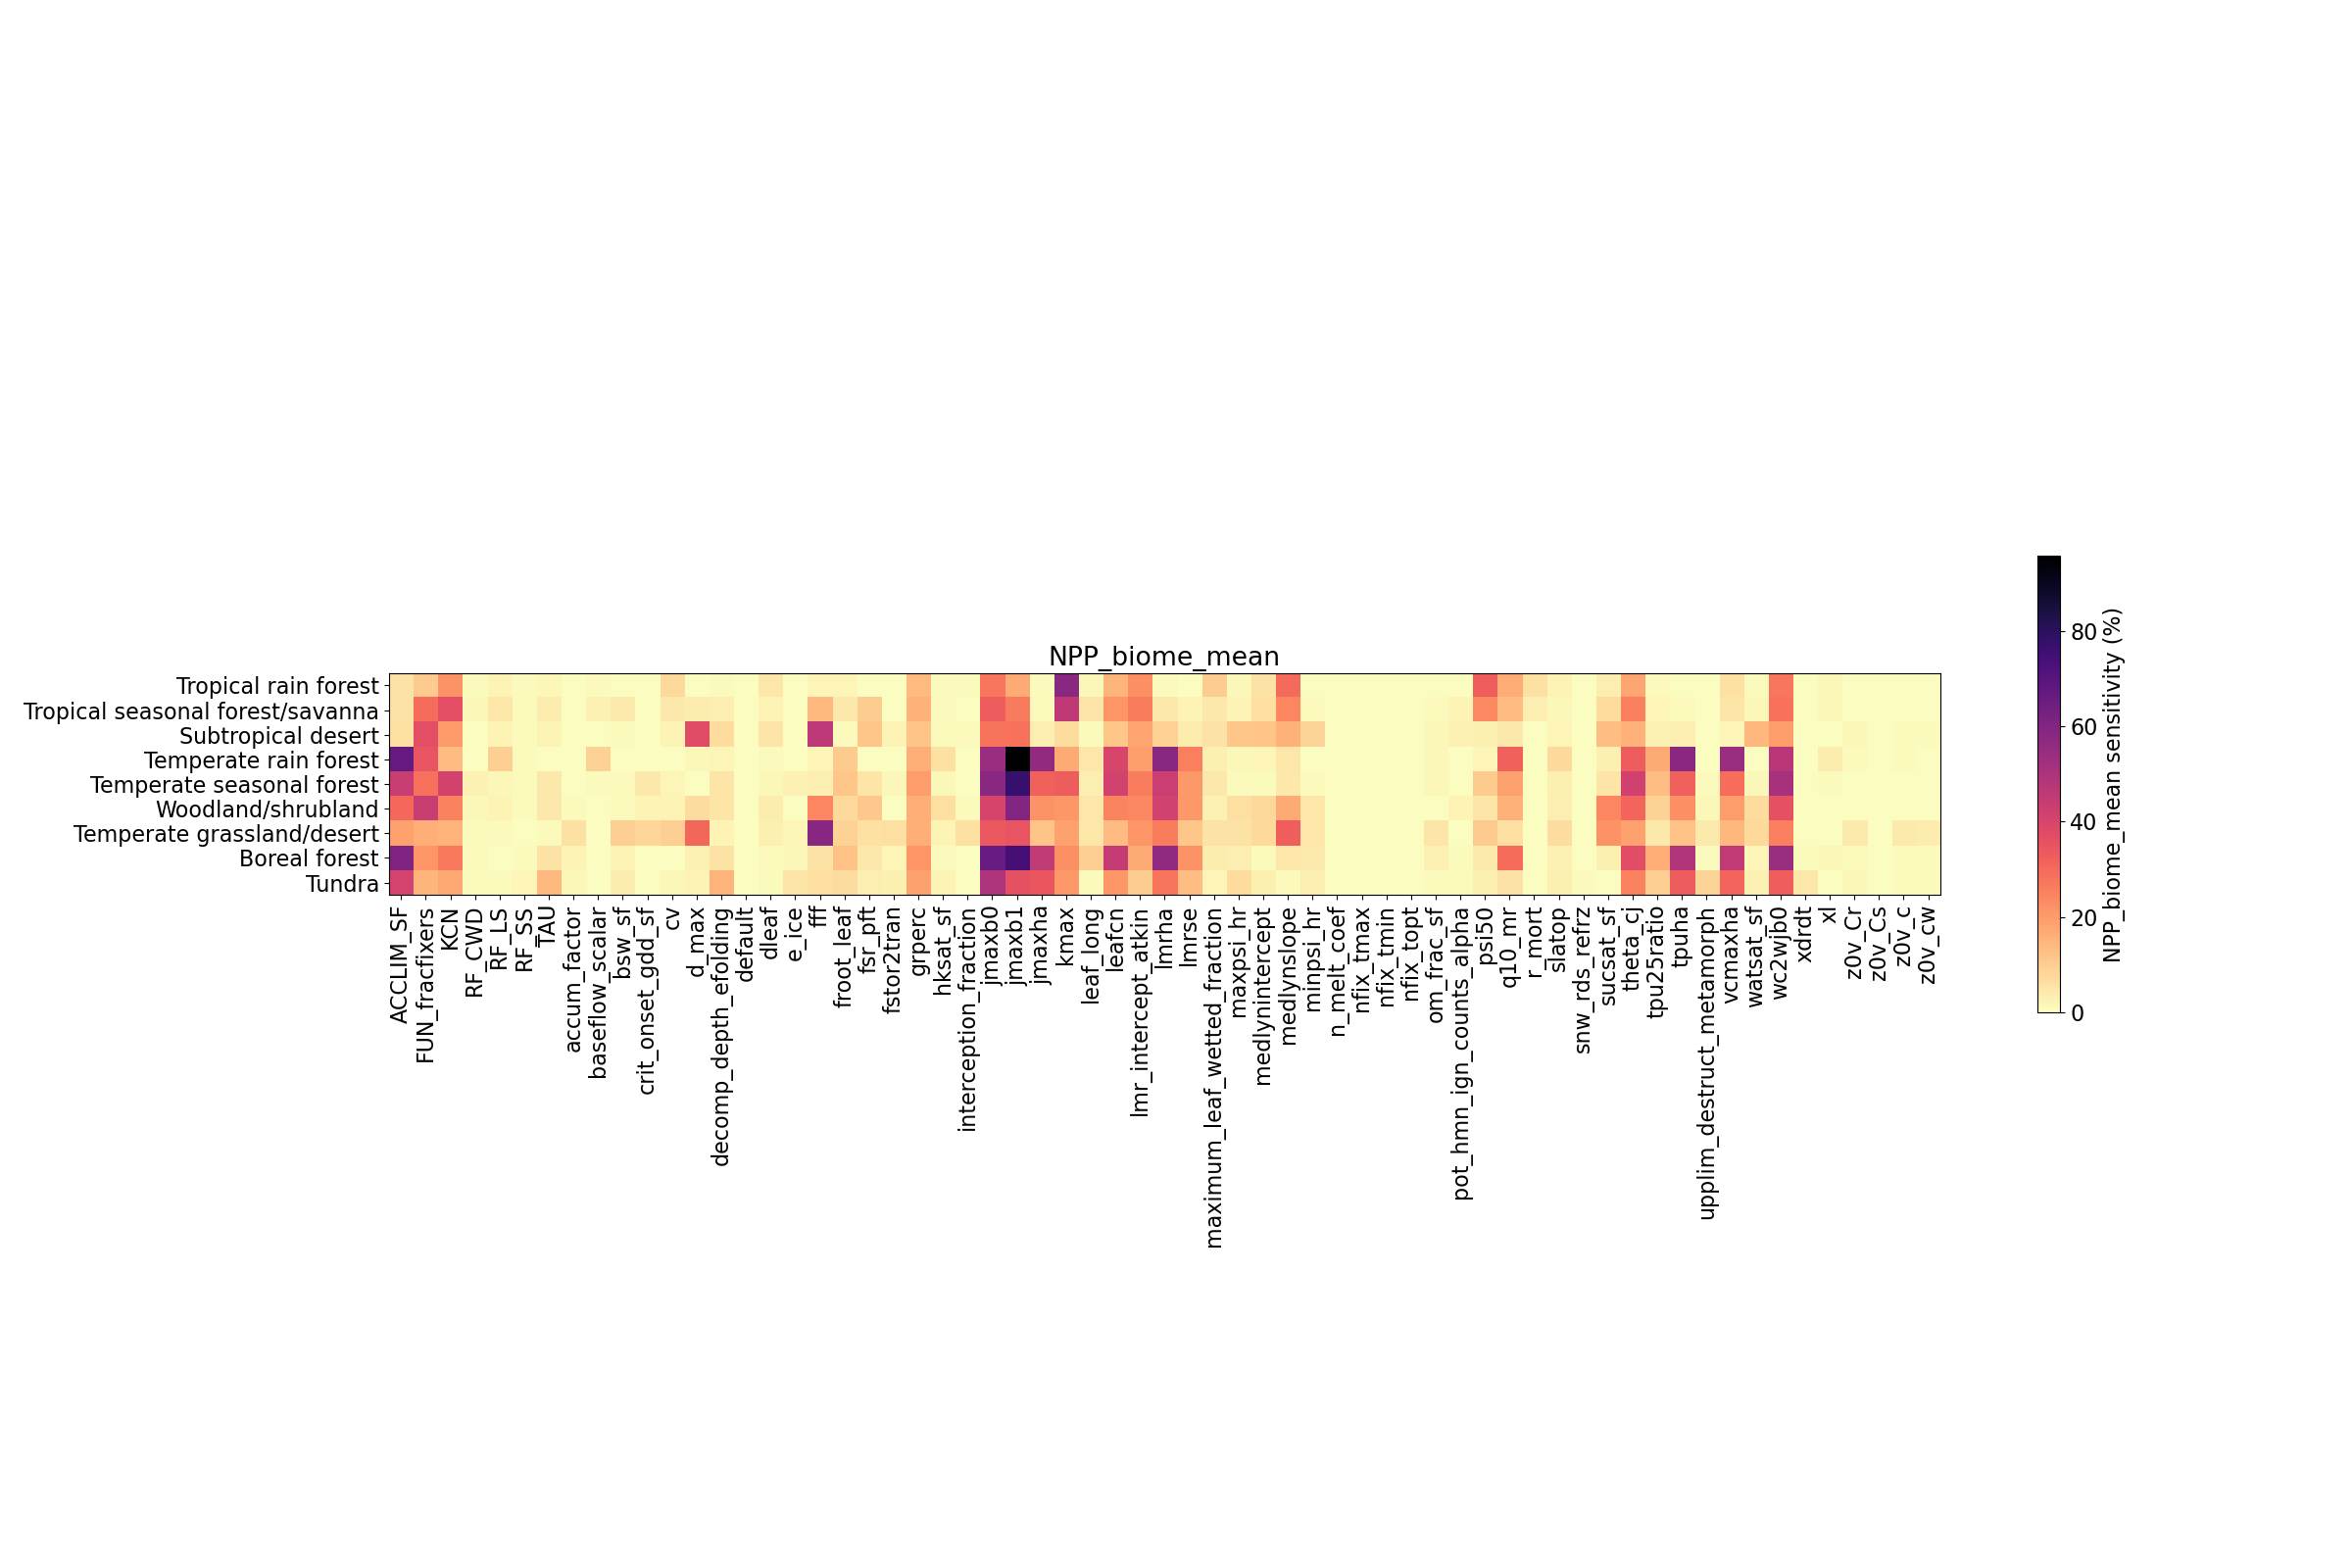 NPP_biome_mean
Tropical rain forest
Tropical seasonal forest/savanna
Subtropical desert
Temperate rain forest
Temperate seasonal forest
Woodland/shrubland
Temperate grassland/desert
Boreal forest
Tundra
ACCLIM_SF
FUN_fracfixers
KCN
RF_CWD
RF_LS
RF_SS
TAU
accum_factor
baseflow_scalar
bsw_sf
crit_onset_gdd_sf
cv
d_max
decomp_depth_efolding
default
dleaf
e_ice
fff
froot_leaf
fsr_pft
fstor2tran
grperc
hksat_sf
interception_fraction
jmaxb0
jmaxb1
jmaxha
kmax
leaf_long
leafcn
lmr_intercept_atkin
lmrha
lmrse
maximum_leaf_wetted_fraction
maxpsi_hr
medlynintercept
medlynslope
minpsi_hr
n_melt_coef
nfix_tmax
nfix_tmin
nfix_topt
om_frac_sf
pot_hmn_ign_counts_alpha
psi50
q10_mr
r_mort
slatop
snw_rds_refrz
sucsat_sf
theta_cj
tpu25ratio
tpuha
upplim_destruct_metamorph
vcmaxha
watsat_sf
wc2wjb0
xdrdt
xl
z0v_Cr
z0v_Cs
z0v_c
z0v_cw
80
60
40
20
0
NPP_biome_mean sensitivity (%)